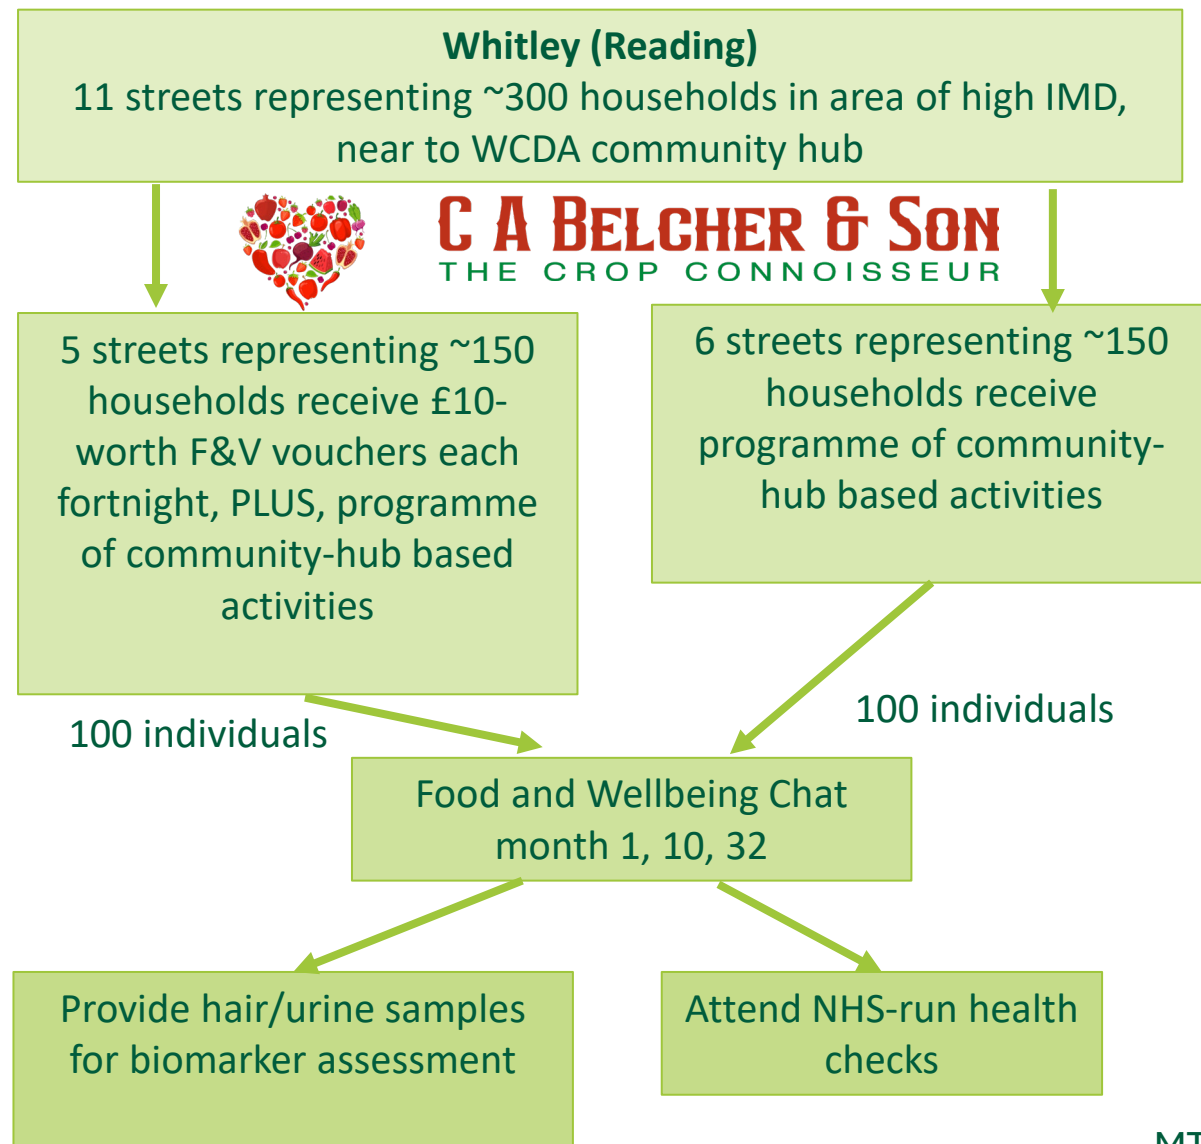 Whitley (Reading)
11 streets representing ~300 households in area of high IMD,
near to WCDA community hub
C A BELCHER & SON
THE CROP CONNOISSEUR
5 streets representing ~150
households receive £10-
worth F&V vouchers each
fortnight, PLUS, programme
of community-hub based
activities
6 streets representing ~150
households receive
programme of community-
hub based activities
100 individuals
100 individuals
Food and Wellbeing Chat
month 1, 10, 32
Provide hair/urine samples
for biomarker assessment
Attend NHS-run health
checks
MT